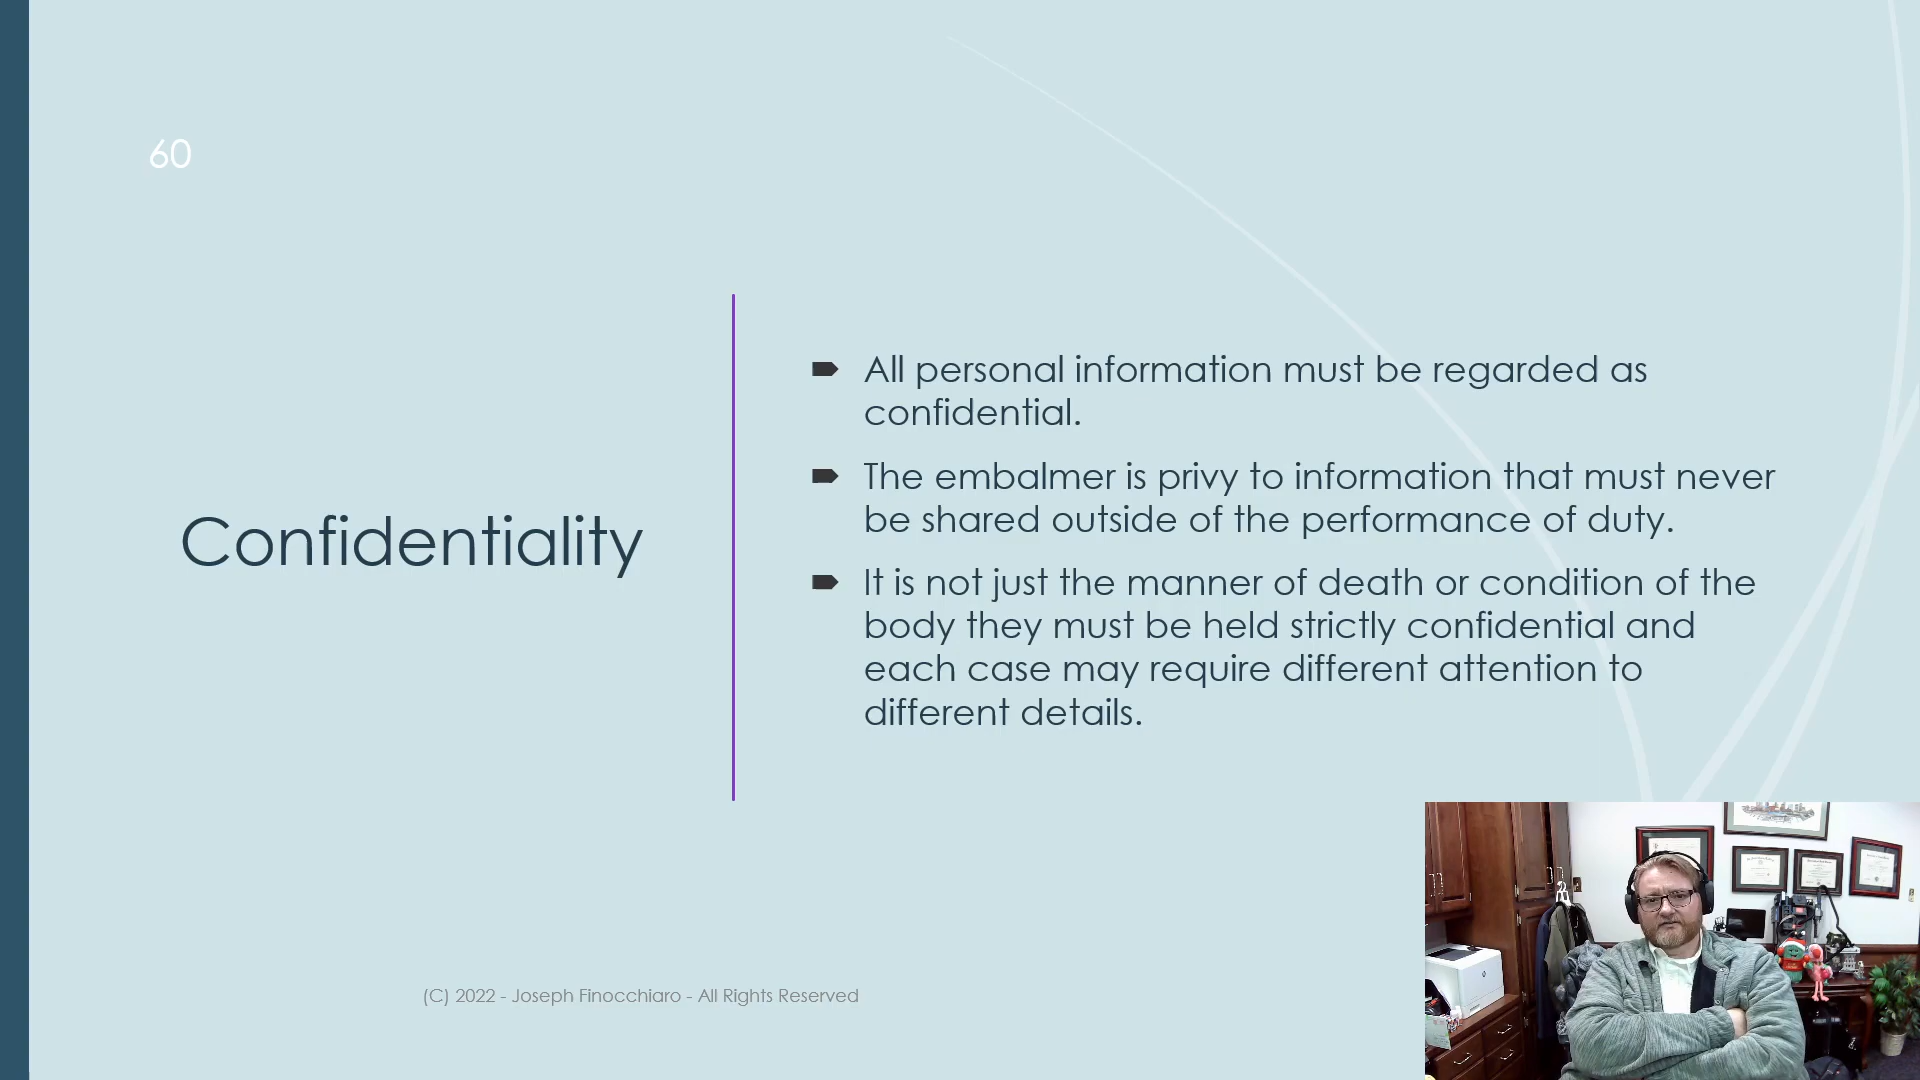 60
Confidentiality
All personal information must be regarded as
confidential.
The embalmer is privy to information that must never
be shared outside of the performance of duty.
It is not just the manner of death or condition of the
body they must be held strictly confidential and
each case may require different attention to
different details.
(C) 2022 - Joseph Finocchiaro - All Rights Reserved